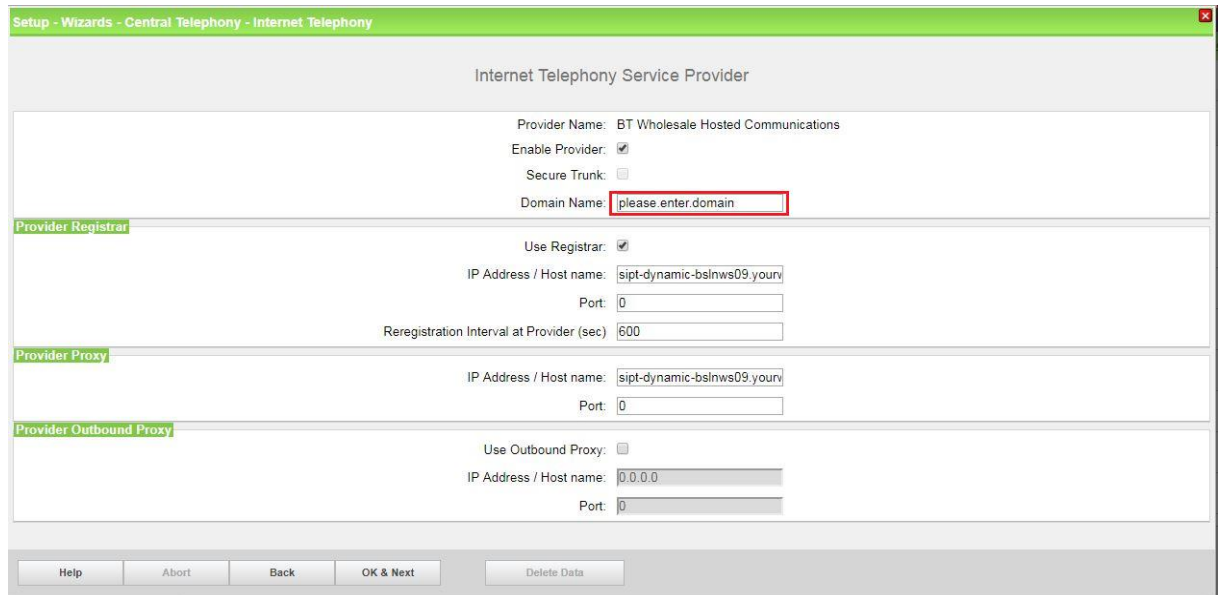 Setup - Wizards - Central Telephony - Internet Telephony
Internet Telephony Service Provider
Provider Name: BT Wholesale Hosted Communications
Enable Provider:
Secure Trunk:
Domain Name: please.enter.domain
Provider Registrar
Use Registrar:
IP Address / Host name: sipt-dynamic-bslnws09.yourw
Port: 0
Reregistration Interval at Provider (sec) 600
Provider Proxy
IP Address / Host name: sipt-dynamic-bslnws09.yourw
Port: 0
Provider Outbound Proxy
Use Outbound Proxy:
IP Address / Host name: 0.0.0.0
Port: 0
Help Abort Back OK & Next Delete Data